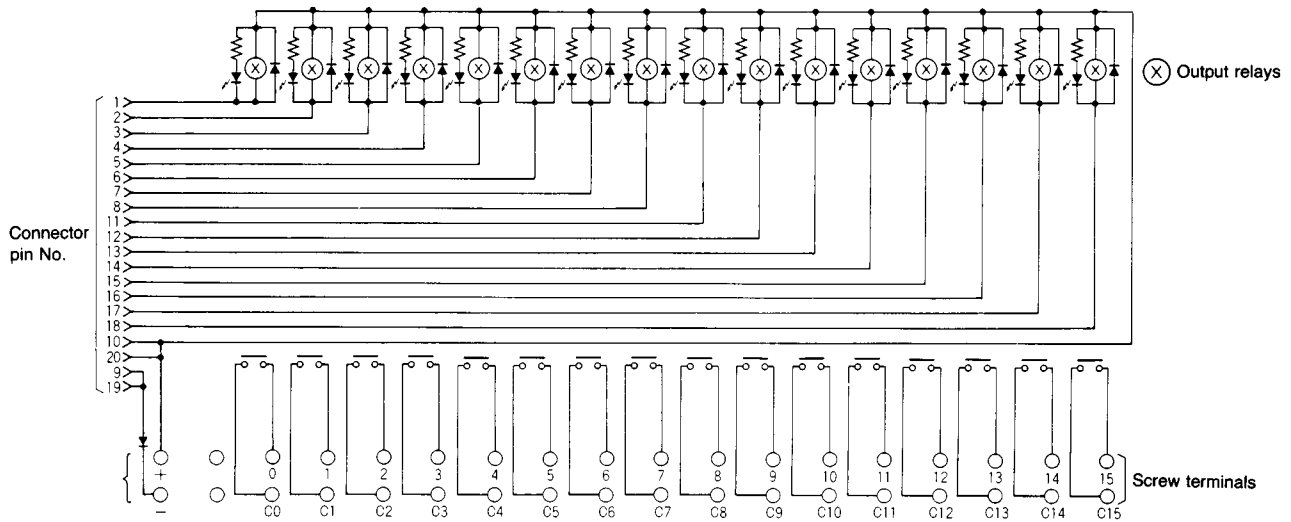 X X X X X X X X X X X X X X X X
X Output relays
1
2
3
4
5
6
7
8
11
12
13
14
15
16
17
18
10
20
9
19
Connector
pin No.
+ 0 1 2 3 4 5 6 7 8 9 10 11 12 13 14 15
Screw terminals
− C0 C1 C2 C3 C4 C5 C6 C7 C8 C9 C10 C11 C12 C13 C14 C15